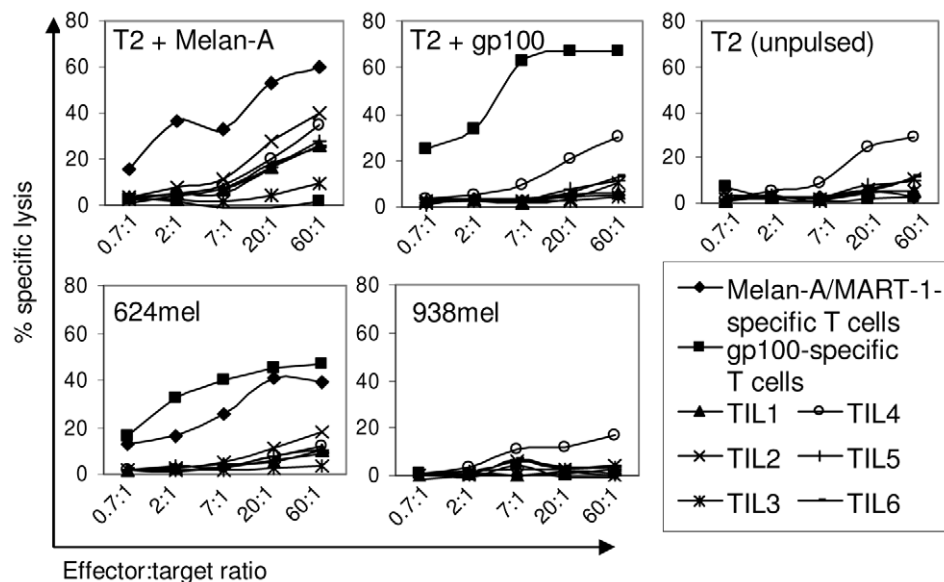 T2 + Melan-A
T2 + gp100
T2 (unpulsed)
80
60
40
20
0
0.7:1
2:1
7:1
20:1
60:1
80
60
40
20
0
0.7:1
2:1
7:1
20:1
60:1
80
60
40
20
0
0.7:1
2:1
7:1
20:1
60:1
% specific lysis
624mel
938mel
80
60
40
20
0
0.7:1
2:1
7:1
20:1
60:1
80
60
40
20
0
0.7:1
2:1
7:1
20:1
60:1
Melan-A/MART-1-
specific T cells
gp100-specific
T cells
TIL1
TIL4
TIL2
TIL5
TIL3
TIL6
Effector:target ratio